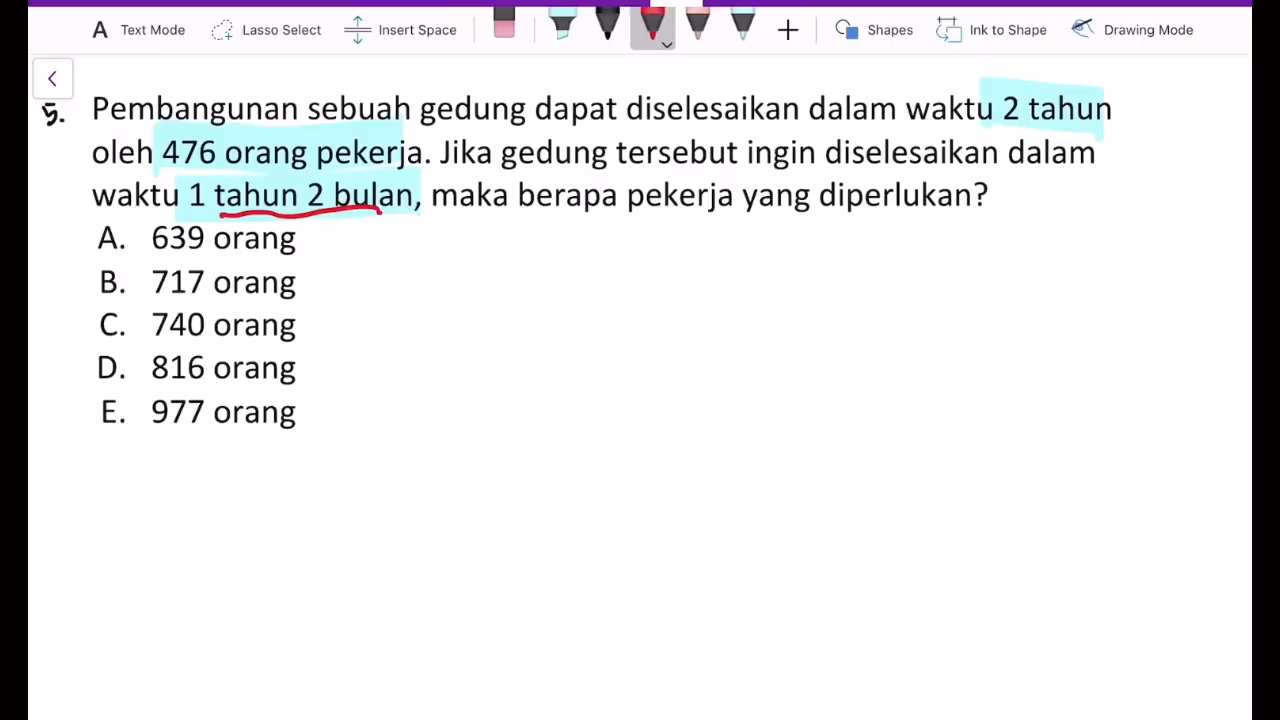 A Text Mode Lasso Select Insert Space Shapes Ink to Shape Drawing Mode
5. Pembangunan sebuah gedung dapat diselesaikan dalam waktu 2 tahun
oleh 476 orang pekerja. Jika gedung tersebut ingin diselesaikan dalam
waktu 1 tahun 2 bulan, maka berapa pekerja yang diperlukan?
A. 639 orang
B. 717 orang
C. 740 orang
D. 816 orang
E. 977 orang